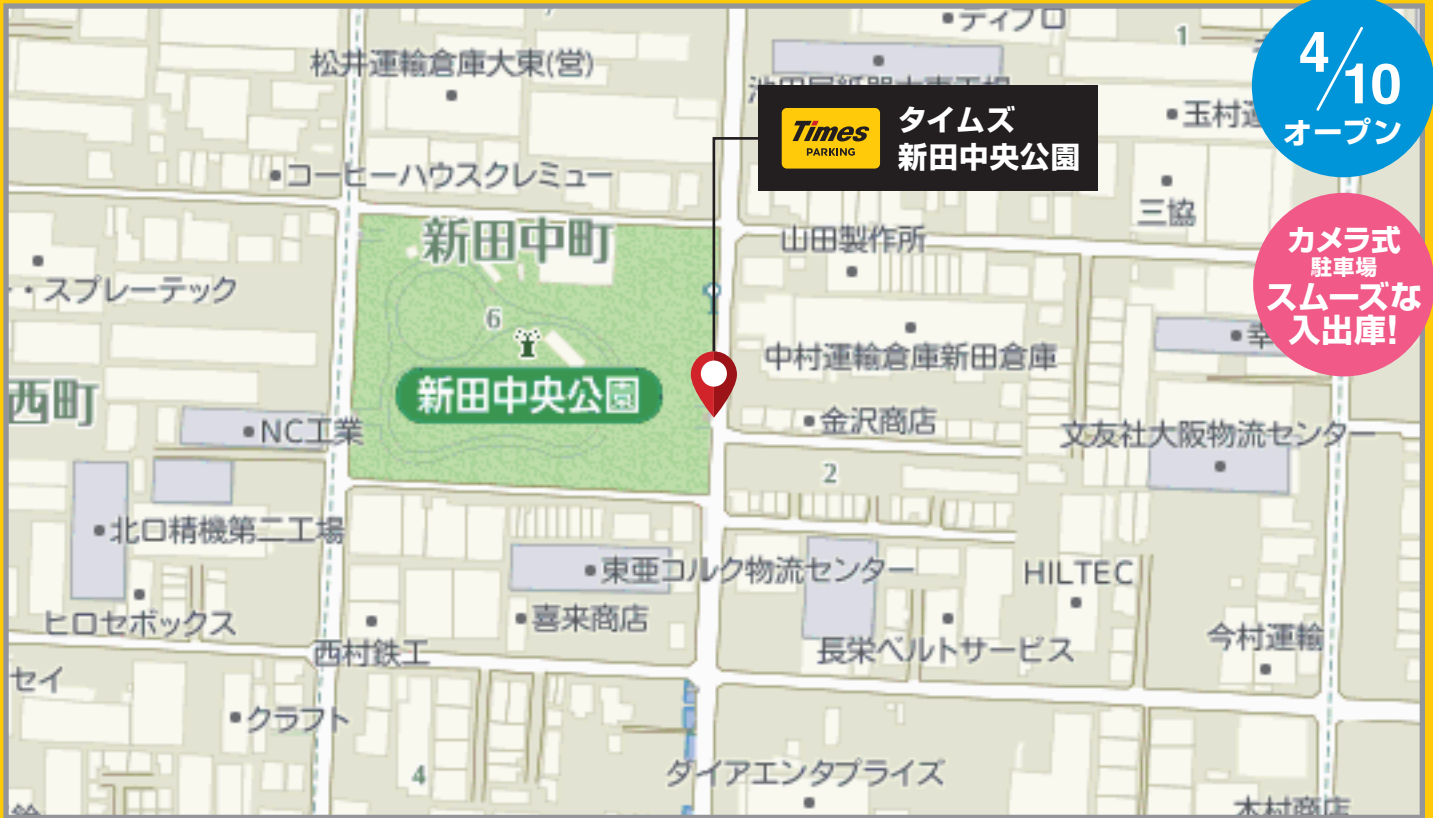 ティプロ
1
4/10
オープン
松井運輸倉庫大東(営)
玉村運
Times
PARKING
タイムズ
新田中央公園
コーヒーハウスクレミュー
三協
新田中町
山田製作所
カメラ式
駐車場
スムーズな
入出庫!
・スプレーテック
6
中村運輸倉庫新田倉庫
幸
西町
新田中央公園
金沢商店
NC工業
文友社大阪物流センター
2
北口精機第二工場
東亜コルク物流センター
HILTEC
ヒロセボックス
喜来商店
今村運輸
西村鉄工
長栄ベルトサービス
セイ
クラフト
4
ダイアエンタプライズ
木村商店